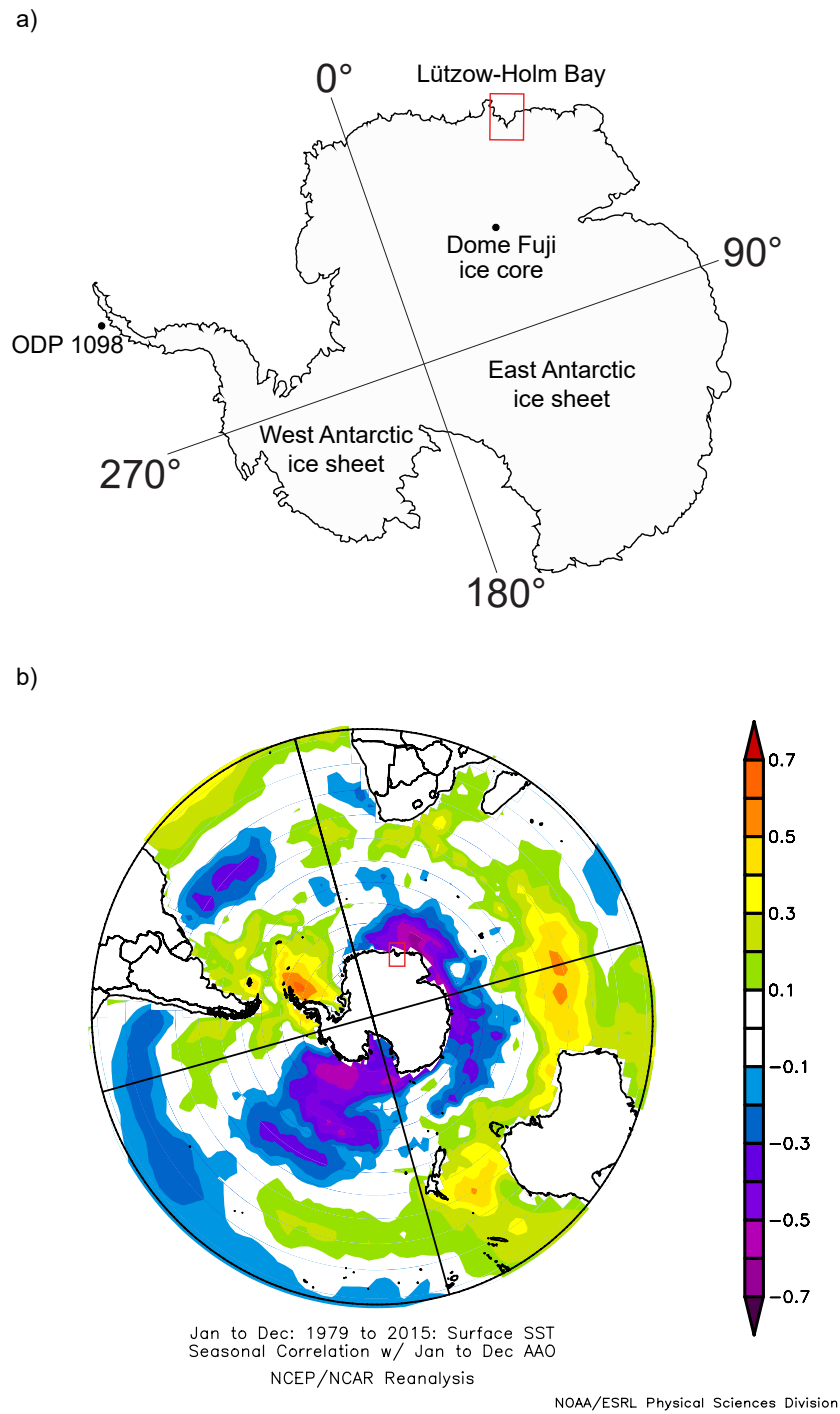 a)
0°
Lützow-Holm Bay
Dome Fuji
ice core
90°
ODP 1098
East Antarctic
ice sheet
West Antarctic
ice sheet
270°
180°
b)
0.7
0.5
0.3
0.1
−0.1
−0.3
−0.5
−0.7
Jan to Dec: 1979 to 2015: Surface SST
Seasonal Correlation w/ Jan to Dec AAO
NCEP/NCAR Reanalysis
NOAA/ESRL Physical Sciences Division